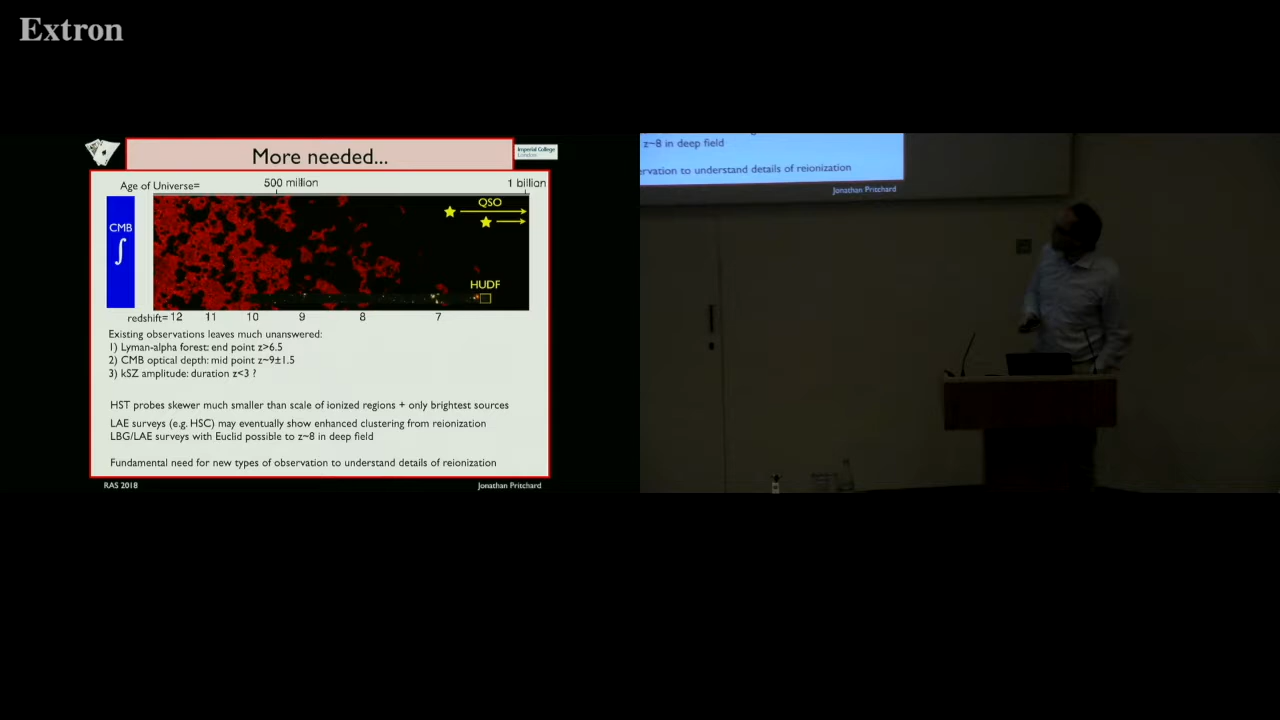 Extron
More needed...
Imperial College
London
Age of Universe= 500 million 1 billian
CMB
∫
QSO
HUDF
redshift= 12 11 10 9 8 7
Existing observations leaves much unanswered:
1) Lyman-alpha forest: end point z>6.5
2) CMB optical depth: mid point z~9±1.5
3) kSZ amplitude: duration z<3 ?
HST probes skewer much smaller than scale of ionized regions + only brightest sources
LAE surveys (e.g. HSC) may eventually show enhanced clustering from reionization
LBG/LAE surveys with Euclid possible to z~8 in deep field
Fundamental need for new types of observation to understand details of reionization
RAS 2018
Jonathan Pritchard
z~8 in deep field
ervation to understand details of reionization
Jonathan Pritchard